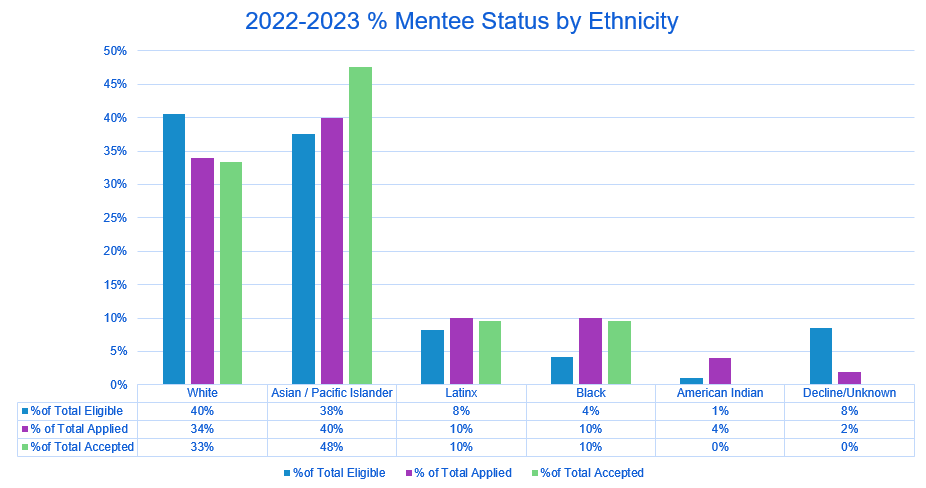 2022-2023 % Mentee Status by Ethnicity
50%
45%
40%
35%
30%
25%
20%
15%
10%
5%
0%
White Asian / Pacific Islander Latinx Black American Indian Decline/Unknown
%of Total Eligible 40% 38% 8% 4% 1% 8%
% of Total Applied 34% 40% 10% 10% 4% 2%
%of Total Accepted 33% 48% 10% 10% 0% 0%
%of Total Eligible % of Total Applied %of Total Accepted